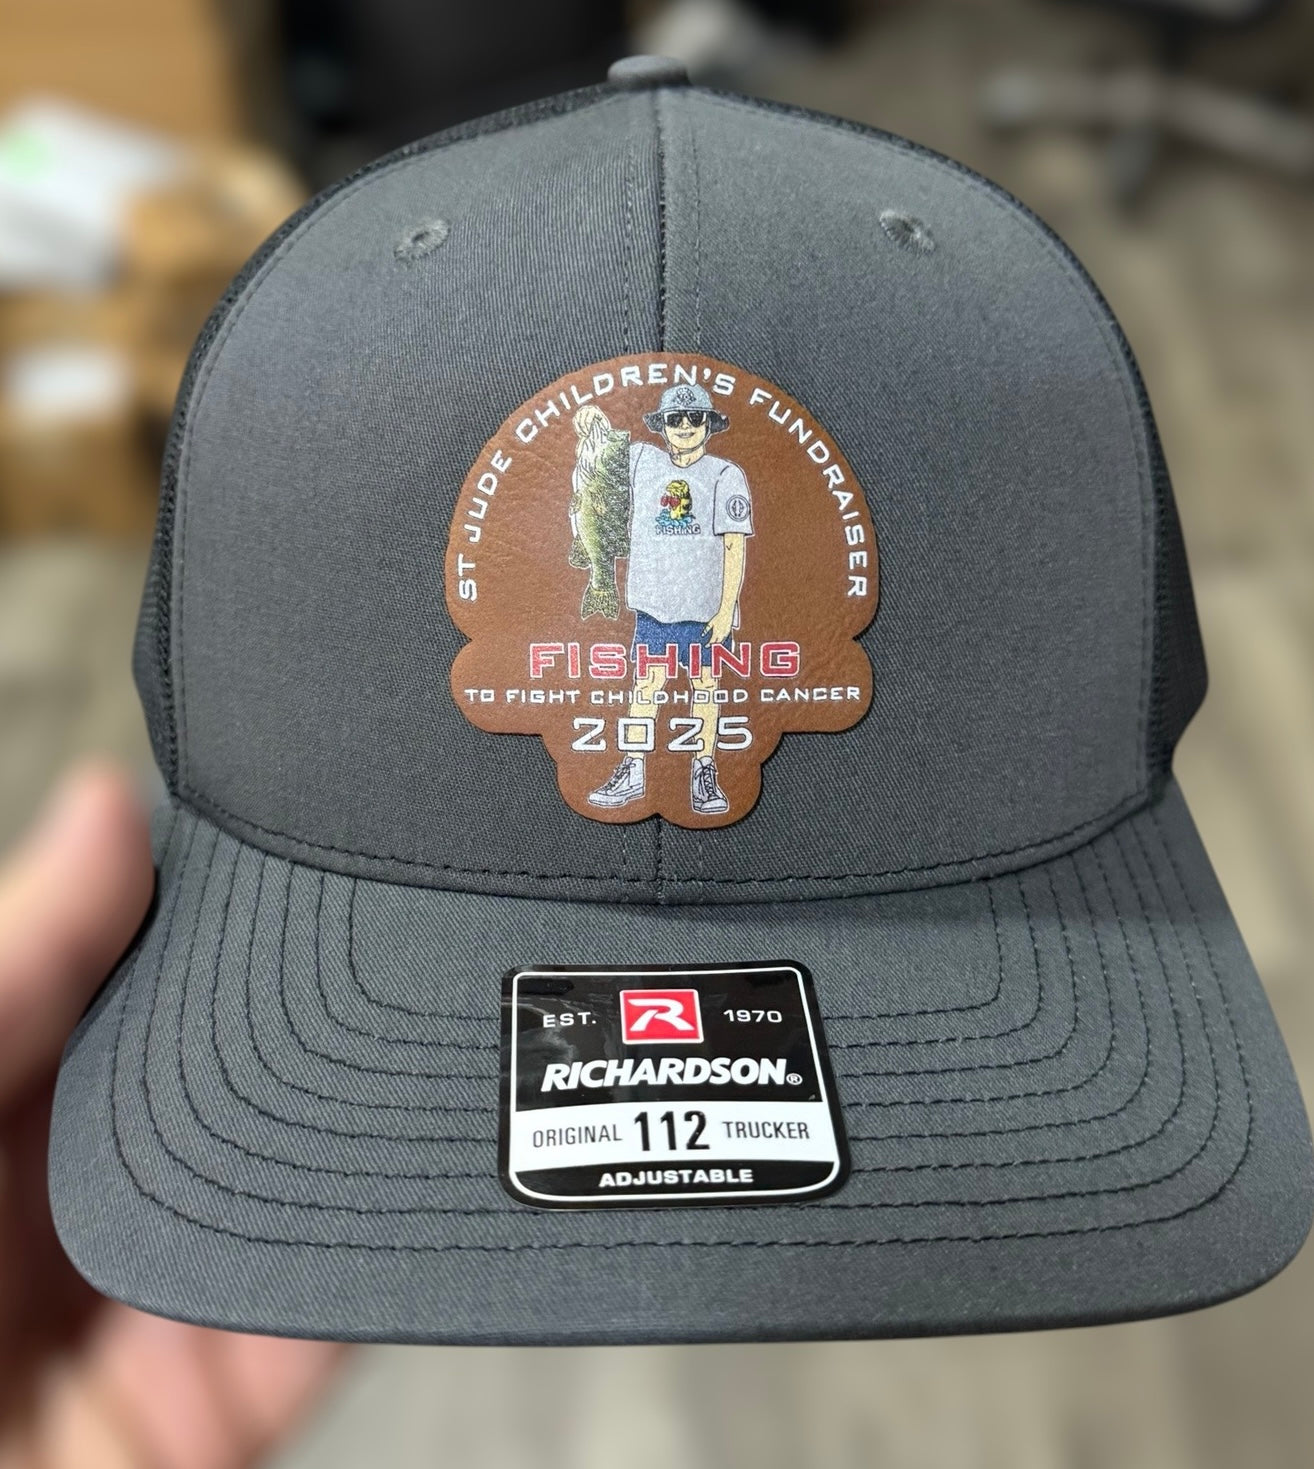 ST JUDE CHILDREN'S FUNDRAISER
FISHING
FISHING
TO FIGHT CHILDHOOD CANCER
2025
EST. R 1970
RICHARDSON®
ORIGINAL 112 TRUCKER
ADJUSTABLE